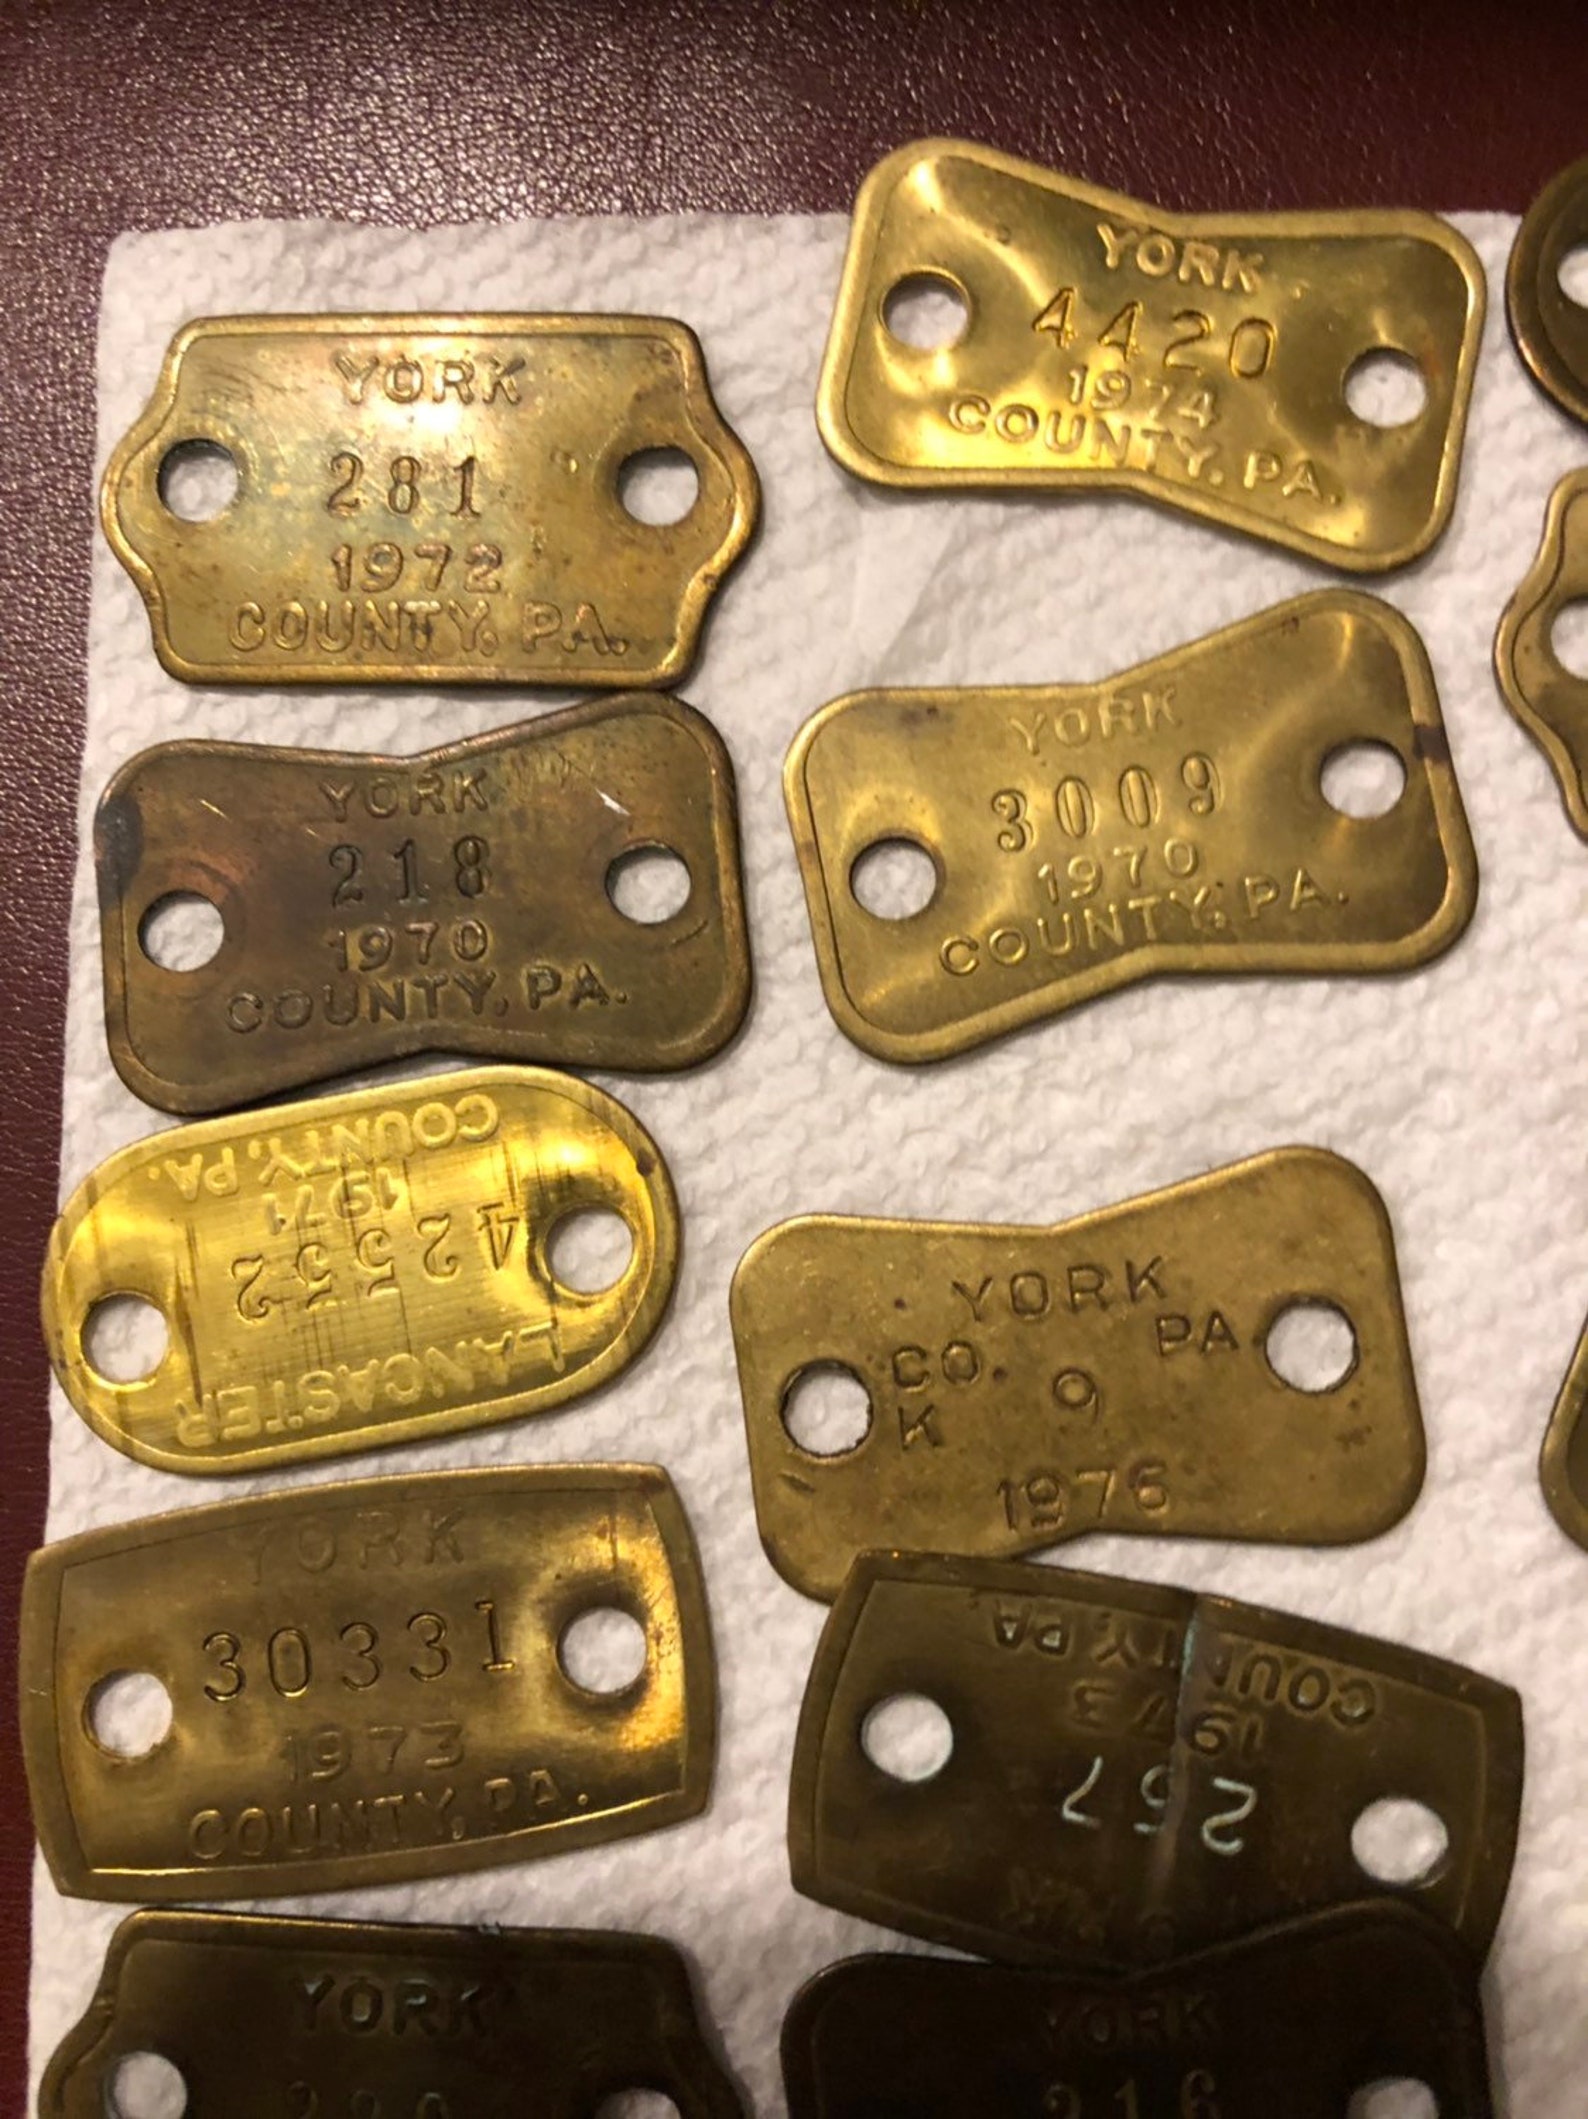 YORK
281
1972
COUNTY, PA.
YORK
4420
1974
COUNTY, PA.
YORK
218
1970
COUNTY, PA.
YORK
3009
1970
COUNTY, PA.
LANCASTER
42552
1971
COUNTY, PA.
YORK
CO. 9 PA
K
1976
YORK
30331
1973
COUNTY, PA.
257
1973
COUNTY, PA.
YORK
YORK
216